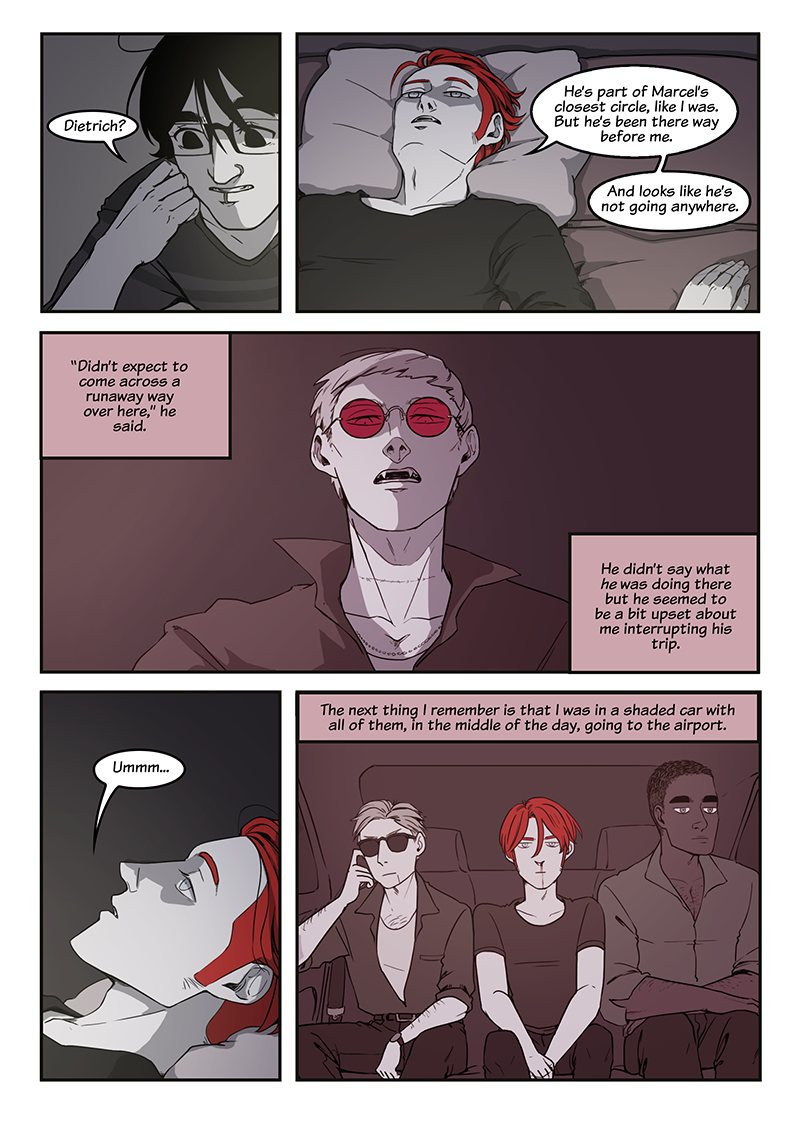 Dietrich?
He's part of Marcel's
closest circle, like I was.
But he's been there way
before me.
And looks like he's
not going anywhere.
"Didn't expect to
come across a
runaway way
over here," he
said.
He didn't say what
he was doing there
but he seemed to
be a bit upset about
me interrupting his
trip.
Ummm...
The next thing I remember is that I was in a shaded car with
all of them, in the middle of the day, going to the airport.